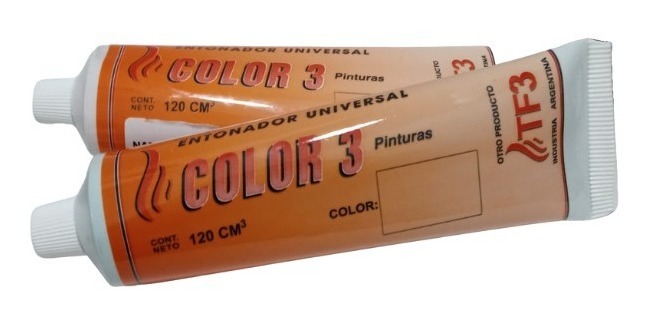 ENTONADOR UNIVERSAL
COLOR 3 Pinturas
CONT.
NETO 120 CM³
TF3
ENTONADOR UNIVERSAL
COLOR 3 Pinturas
CONT.
NETO 120 CM³
COLOR:
OTRO PRODUCTO
TF3
INDUSTRIA ARGENTINA